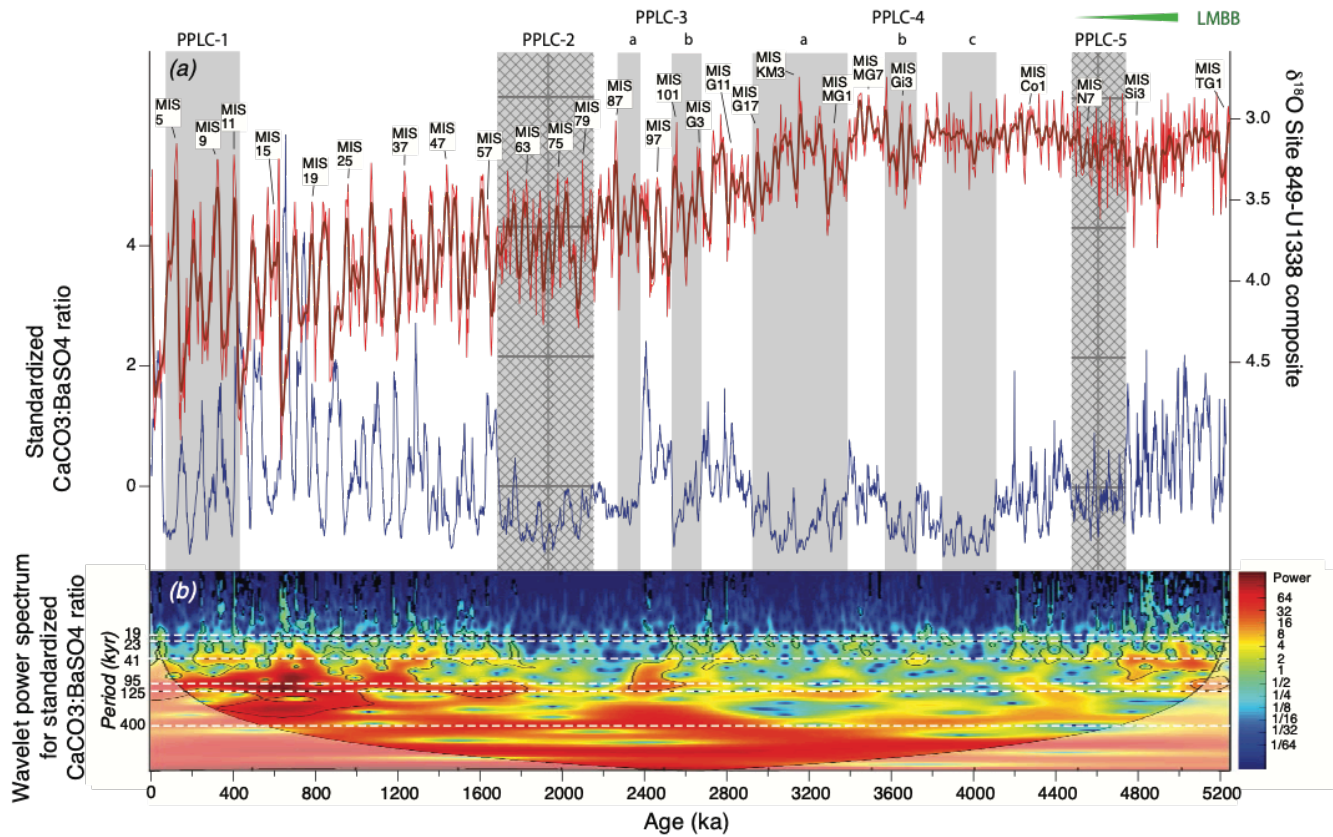 PPLC-3
PPLC-4
LMBB
PPLC-1
PPLC-2
a
b
a
b
c
PPLC-5
(a)
MIS
5
MIS
9
MIS
11
MIS
15
MIS
19
MIS
25
MIS
37
MIS
47
MIS
57
MIS
63
MIS
75
MIS
79
MIS
87
MIS
97
MIS
101
MIS
G3
MIS
G11
MIS
G17
MIS
KM3
MIS
MG1
MIS
MG7
MIS
Gi3
MIS
Co1
MIS
N7
MIS
Si3
MIS
TG1
Standardized
CaCO3:BaSO4 ratio
4
2
0
3.0
3.5
4.0
4.5
δ18O Site 849-U1338 composite
(b)
Wavelet power spectrum
for standardized
CaCO3:BaSO4 ratio
Period (kyr)
19
23
41
95
125
400
Power
64
32
16
8
4
2
1
1/2
1/4
1/8
1/16
1/32
1/64
0 400 800 1200 1600 2000 2400 2800 3200 3600 4000 4400 4800 5200
Age (ka)